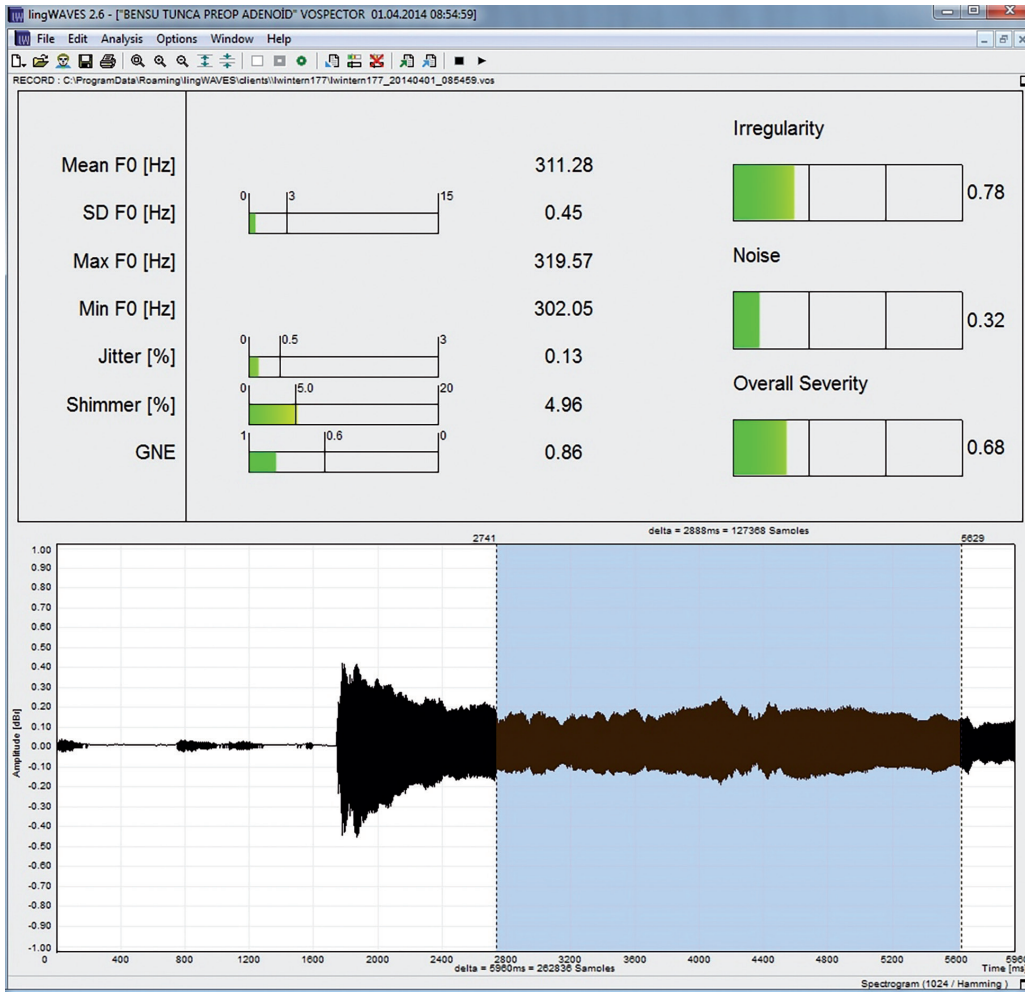 lingWAVES 2.6 - ["BENSU TUNCA PREOP ADENOİD" VOSPECTOR 01.04.2014 08:54:59]
File Edit Analysis Options Window Help
RECORD : C:\ProgramData\Roaming\lingWAVES\clients\\lwintern177\lwintern177_20140401_085459.vos
Mean F0 [Hz] 311.28
0 3 15
SD F0 [Hz] 0.45
Max F0 [Hz] 319.57
Min F0 [Hz] 302.05
0 0.5 3
Jitter [%] 0.13
0 5.0 20
Shimmer [%] 4.96
1 0.6 0
GNE 0.86
Irregularity
0.78
Noise
0.32
Overall Severity
0.68
delta = 2888ms = 127368 Samples
2741 5629
1.00
0.90
0.80
0.70
0.60
0.50
0.40
0.30
0.20
0.10
0.00
-0.10
-0.20
-0.30
-0.40
-0.50
-0.60
-0.70
-0.80
-0.90
-1.00
Amplitude [dBr]
0 400 800 1200 1600 2000 2400 2800 3200 3600 4000 4400 4800 5200 5600 5960
delta = 5960ms = 262836 Samples
Time [ms]
Spectrogram (1024 / Hamming )